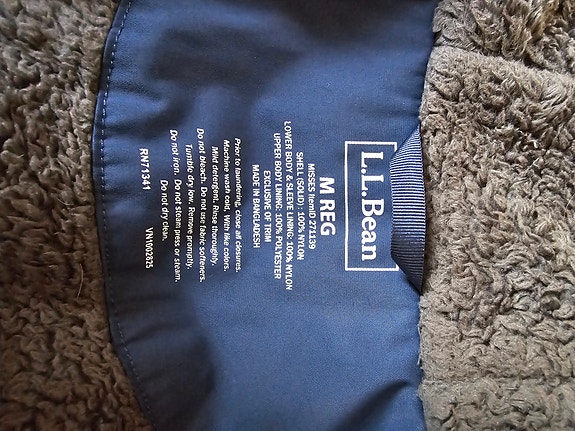 L.L.Bean
M REG
MISSES ItemID 271139
SHELL (SOLID) : 100% NYLON
LOWER BODY & SLEEVE LINING: 100% NYLON
UPPER BODY LINING: 100% POLYESTER
EXCLUSIVE OF TRIM
MADE IN BANGLADESH
Prior to laundering, close all closures.
Machine wash cold. With like colors.
Mild detergent. Rinse thoroughly.
Do not bleach. Do not use fabric softeners.
Tumble dry low. Remove promptly.
Do not iron. Do not steam press or steam.
Do not dry clean.
RN71341 VN1002825